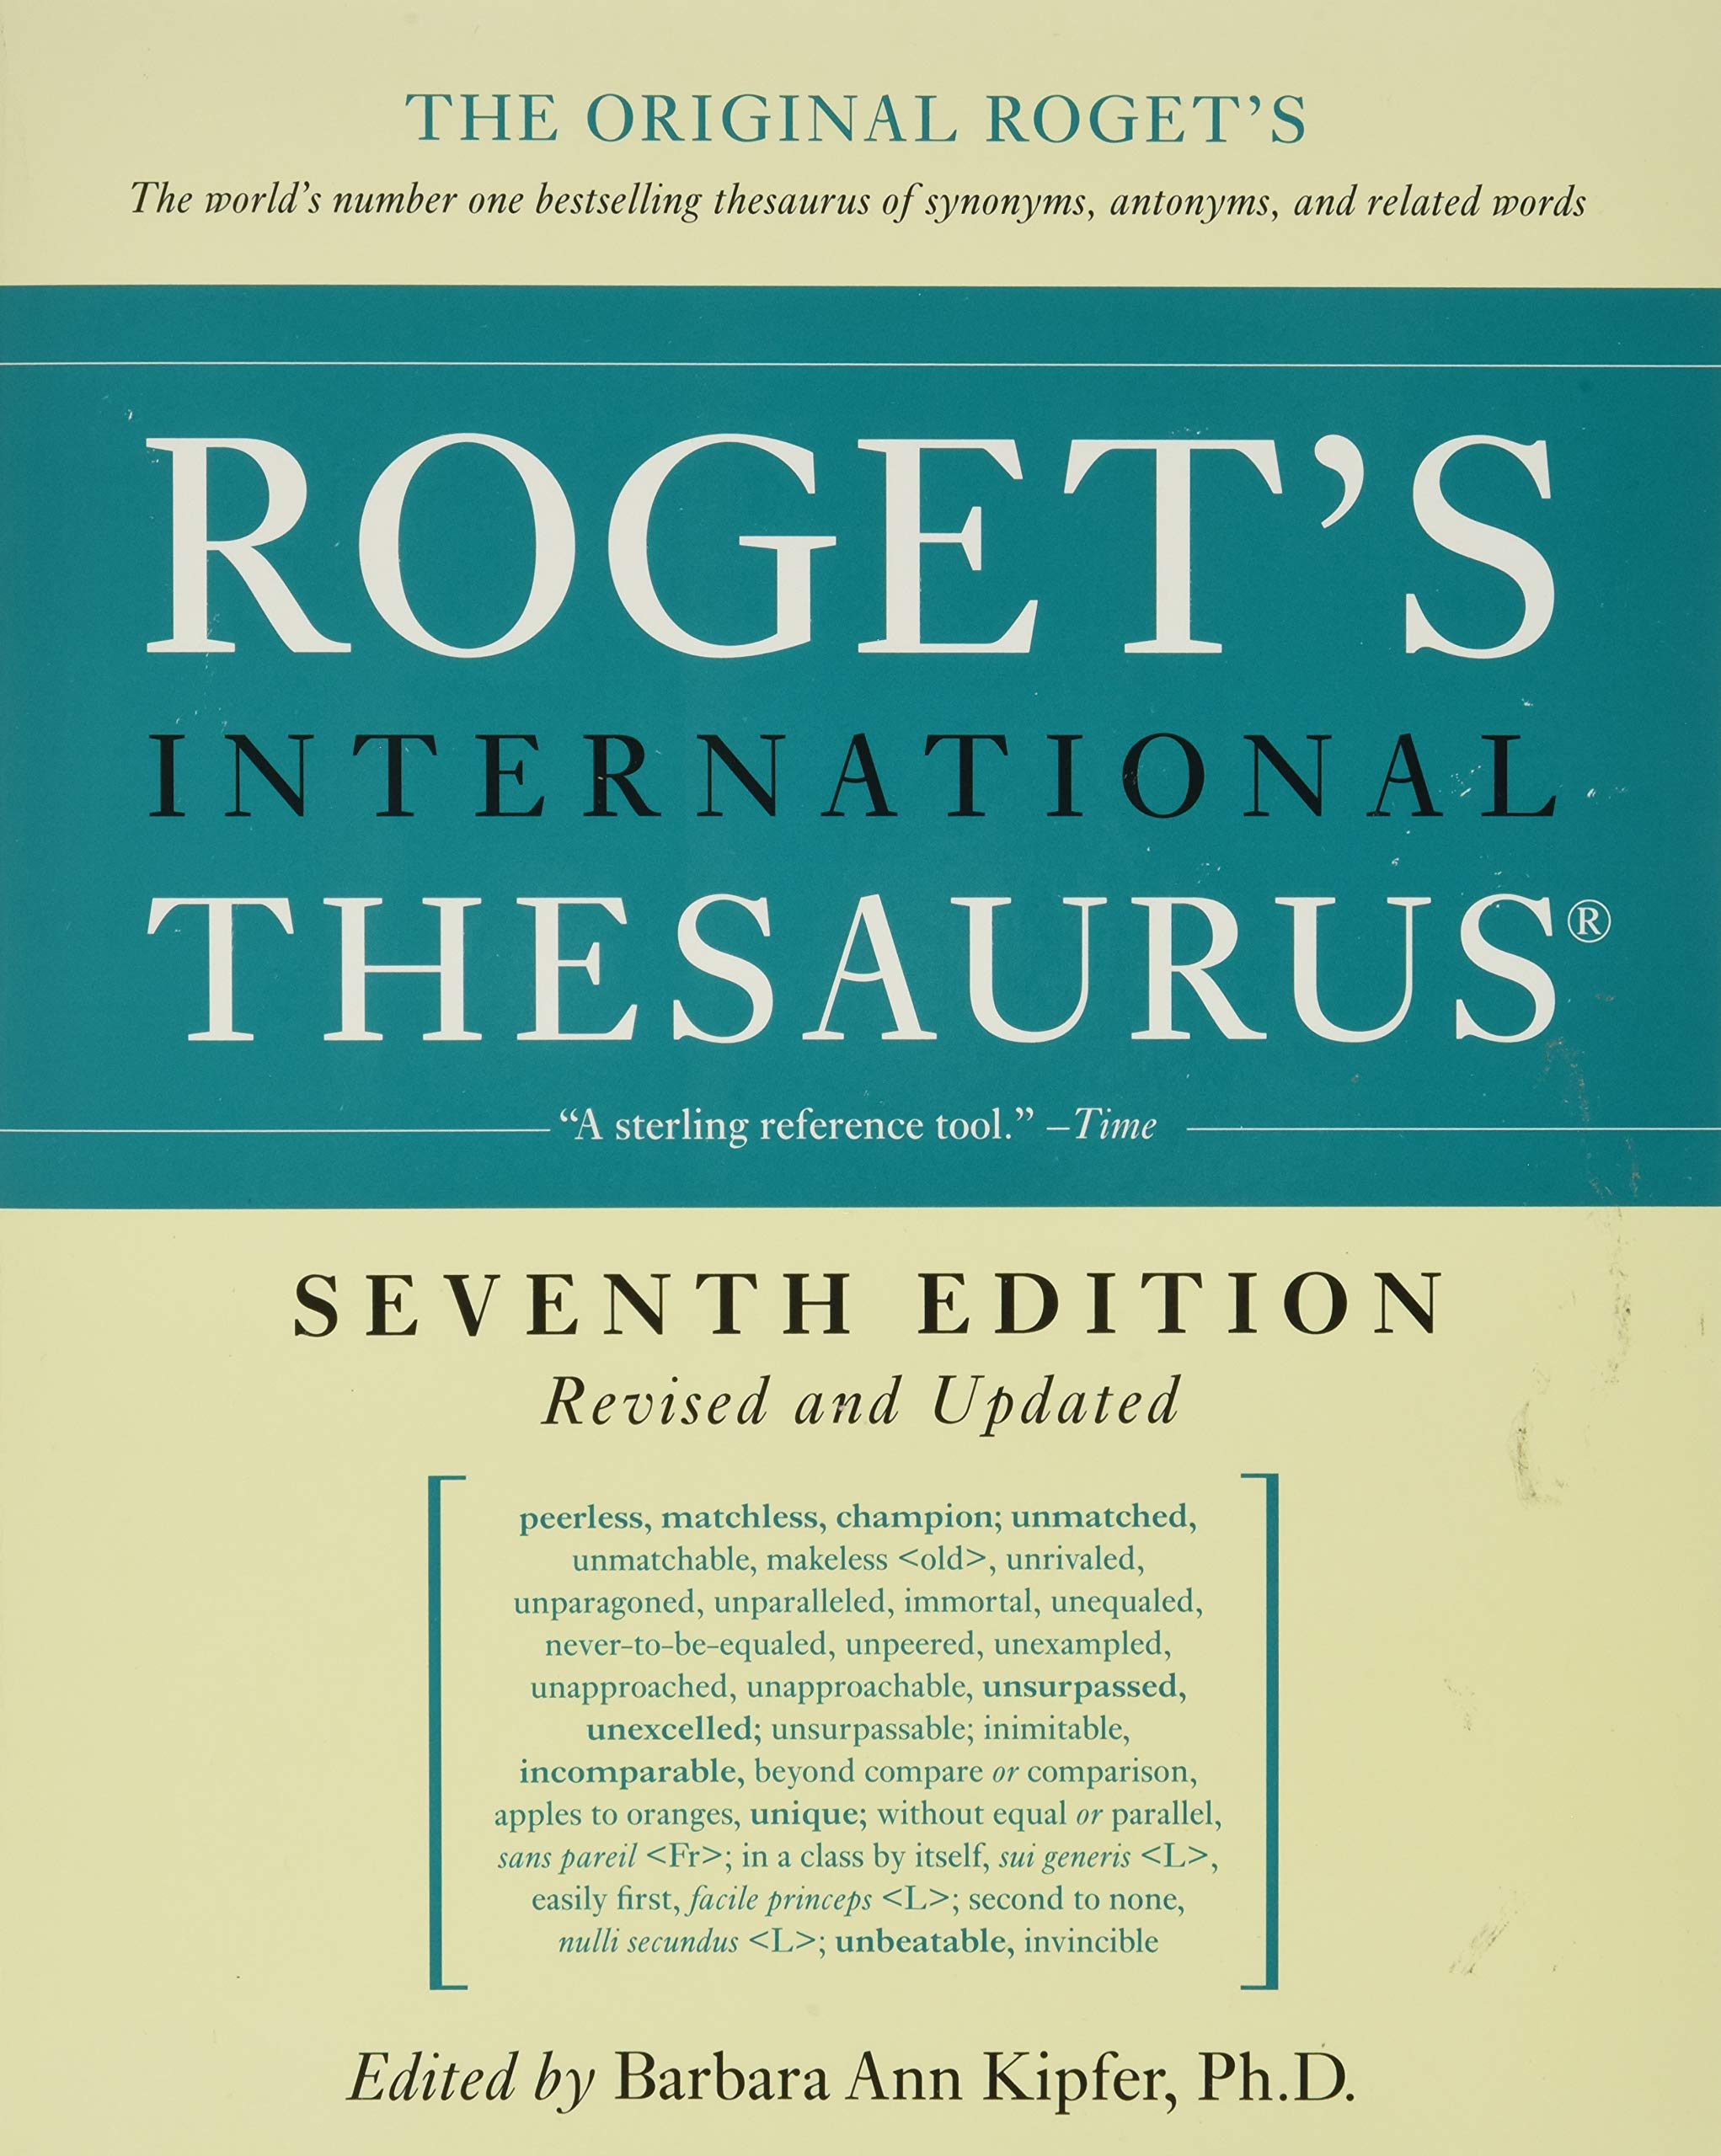 THE ORIGINAL ROGET’S
The world’s number one bestselling thesaurus of synonyms, antonyms, and related words
ROGET’S
INTERNATIONAL
THESAURUS®
“A sterling reference tool.” –Time
SEVENTH EDITION
Revised and Updated
peerless, matchless, champion; unmatched,
unmatchable, makeless <old>, unrivaled,
unparagoned, unparalleled, immortal, unequaled,
never-to-be-equaled, unpeered, unexampled,
unapproached, unapproachable, unsurpassed,
unexcelled; unsurpassable; inimitable,
incomparable, beyond compare or comparison,
apples to oranges, unique; without equal or parallel,
sans pareil <Fr>; in a class by itself, sui generis <L>,
easily first, facile princeps <L>; second to none,
nulli secundus <L>; unbeatable, invincible
Edited by Barbara Ann Kipfer, Ph.D.